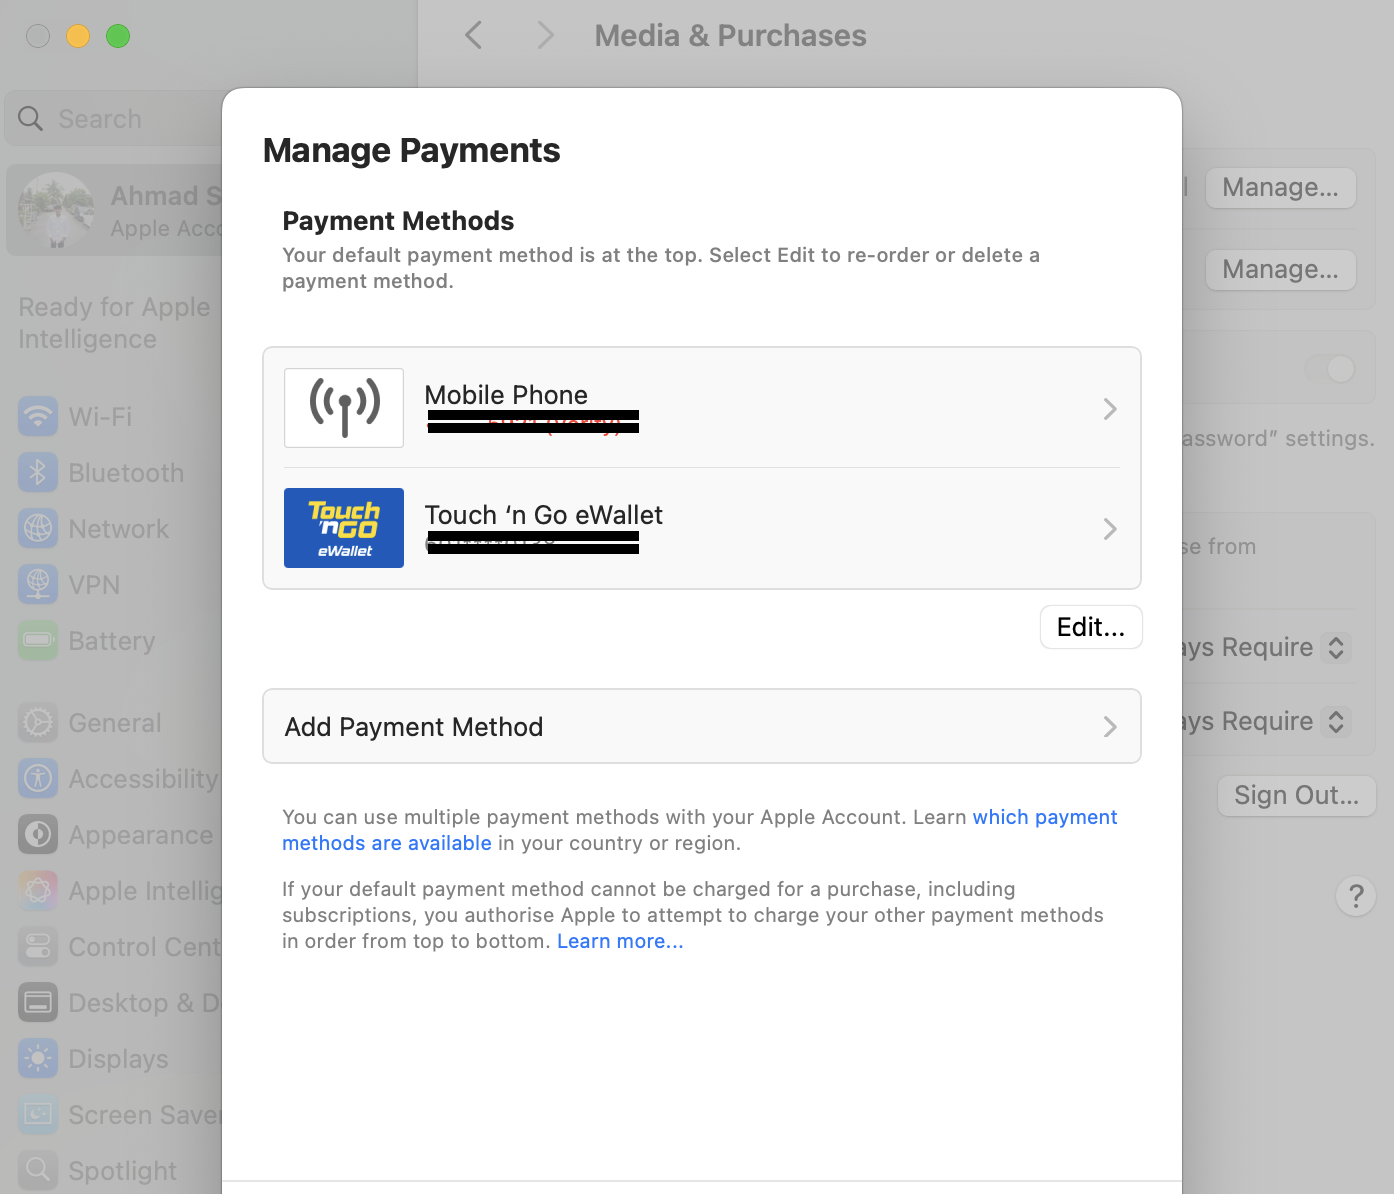 Media & Purchases
Search
Ahmad S
Apple Acco
Ready for Apple
Intelligence
Wi-Fi
Bluetooth
Network
VPN
Battery
General
Accessibility
Appearance
Apple Intellig
Control Cent
Desktop & D
Displays
Screen Saver
Spotlight
Manage Payments
Payment Methods
Your default payment method is at the top. Select Edit to re-order or delete a
payment method.
Mobile Phone
Touch 'n Go eWallet
Touch
'n GO
eWallet
Edit...
Add Payment Method
You can use multiple payment methods with your Apple Account. Learn which payment
methods are available in your country or region.
If your default payment method cannot be charged for a purchase, including
subscriptions, you authorise Apple to attempt to charge your other payment methods
in order from top to bottom. Learn more...
l Manage...
Manage...
assword” settings.
se from
ays Require
ays Require
Sign Out...
?